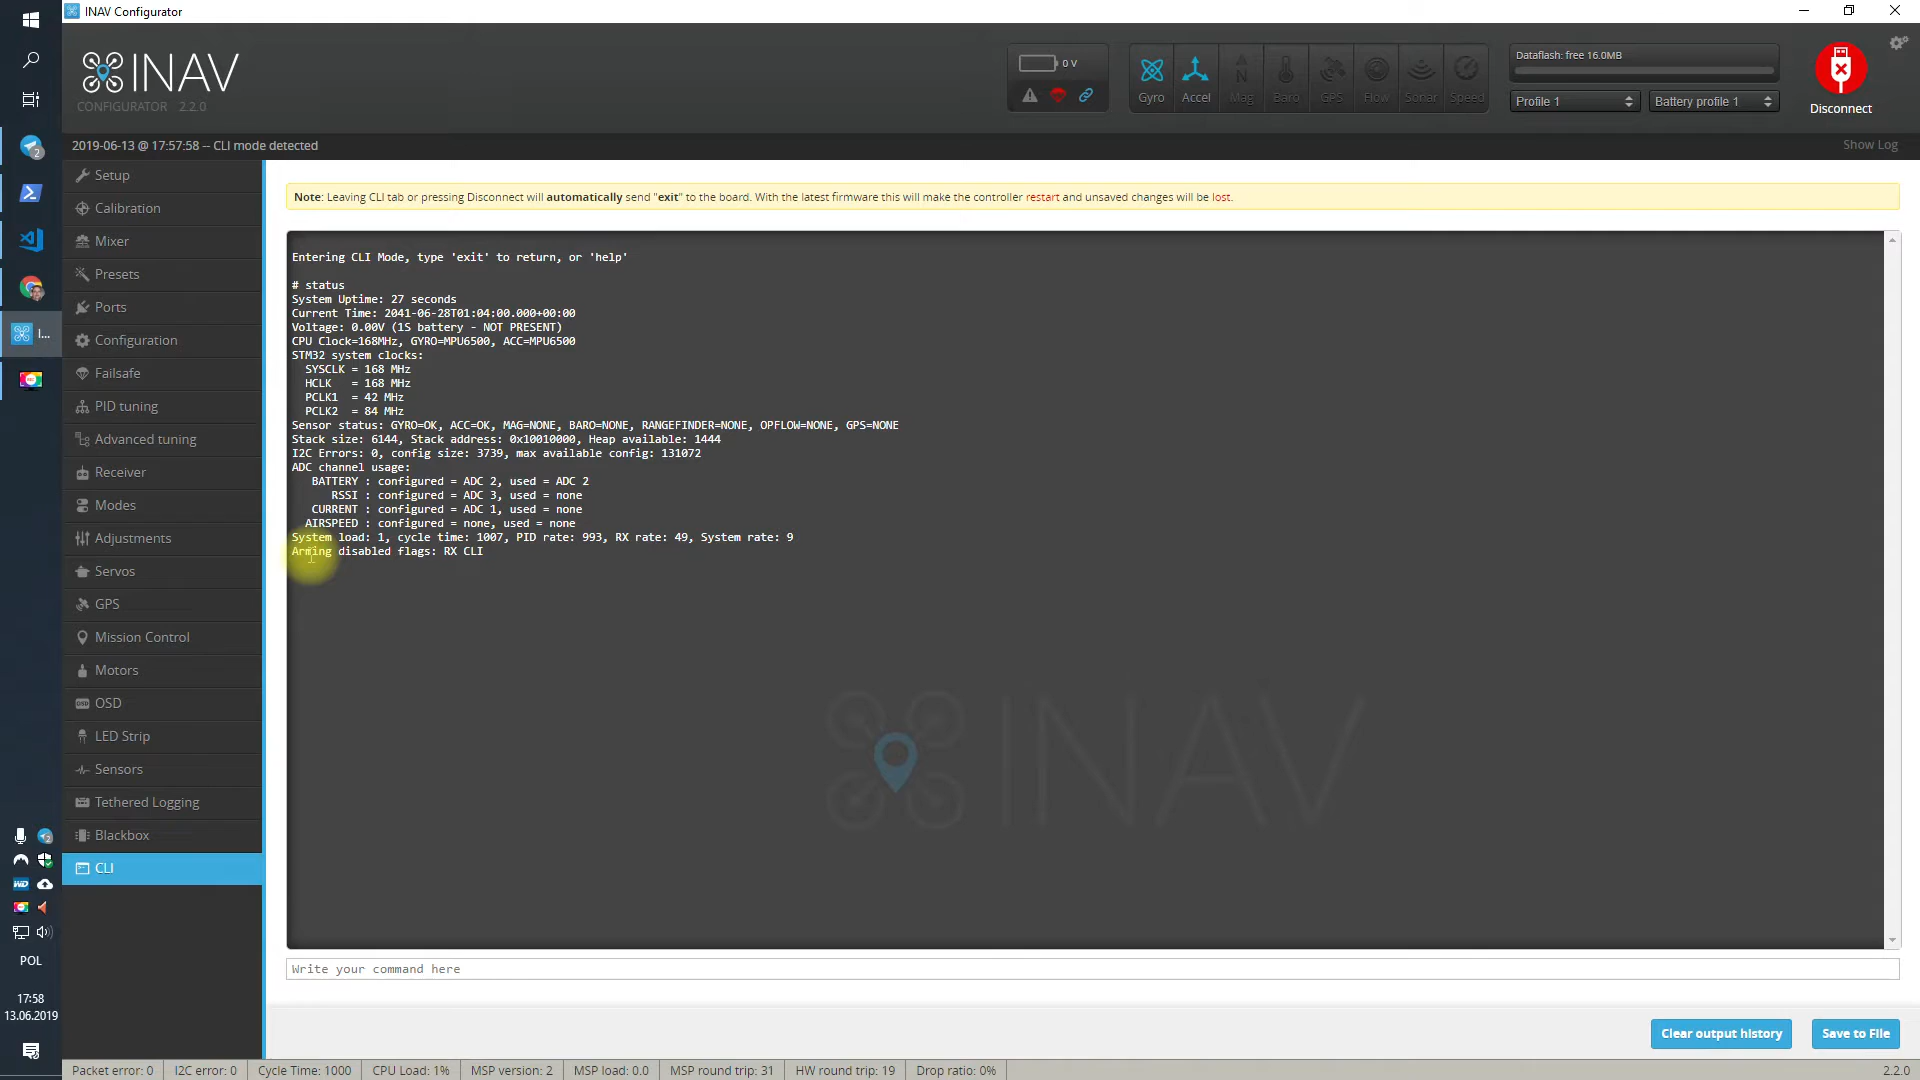 INAV Configurator
INAV
CONFIGURATOR 2.2.0
0 V
Gyro
Accel
Mag
Baro
GPS
Flow
Sonar
Speed
Dataflash: free 16.0MB
Profile 1
Battery profile 1
Disconnect
2019-06-13 @ 17:57:58 -- CLI mode detected
Show Log
Setup
Calibration
Mixer
Presets
Ports
Configuration
Failsafe
PID tuning
Advanced tuning
Receiver
Modes
Adjustments
Servos
GPS
Mission Control
Motors
OSD
LED Strip
Sensors
Tethered Logging
Blackbox
CLI
Note: Leaving CLI tab or pressing Disconnect will automatically send "exit" to the board. With the latest firmware this will make the controller restart and unsaved changes will be lost.
Entering CLI Mode, type 'exit' to return, or 'help'
# status
System Uptime: 27 seconds
Current Time: 2041-06-28T01:04:00.000+00:00
Voltage: 0.00V (1S battery - NOT PRESENT)
CPU Clock=168MHz, GYRO=MPU6500, ACC=MPU6500
STM32 system clocks:
SYSCLK = 168 MHz
HCLK = 168 MHz
PCLK1 = 42 MHz
PCLK2 = 84 MHz
Sensor status: GYRO=OK, ACC=OK, MAG=NONE, BARO=NONE, RANGEFINDER=NONE, OPFLOW=NONE, GPS=NONE
Stack size: 6144, Stack address: 0x10010000, Heap available: 1444
I2C Errors: 0, config size: 3739, max available config: 131072
ADC channel usage:
BATTERY : configured = ADC 2, used = ADC 2
RSSI : configured = ADC 3, used = none
CURRENT : configured = ADC 1, used = none
AIRSPEED : configured = none, used = none
System load: 1, cycle time: 1007, PID rate: 993, RX rate: 49, System rate: 9
Arming disabled flags: RX CLI
INAV
Write your command here
Clear output history
Save to File
I...
2
2
WD
POL
17:58
13.06.2019
Packet error: 0
I2C error: 0
Cycle Time: 1000
CPU Load: 1%
MSP version: 2
MSP load: 0.0
MSP round trip: 31
HW round trip: 19
Drop ratio: 0%
2.2.0